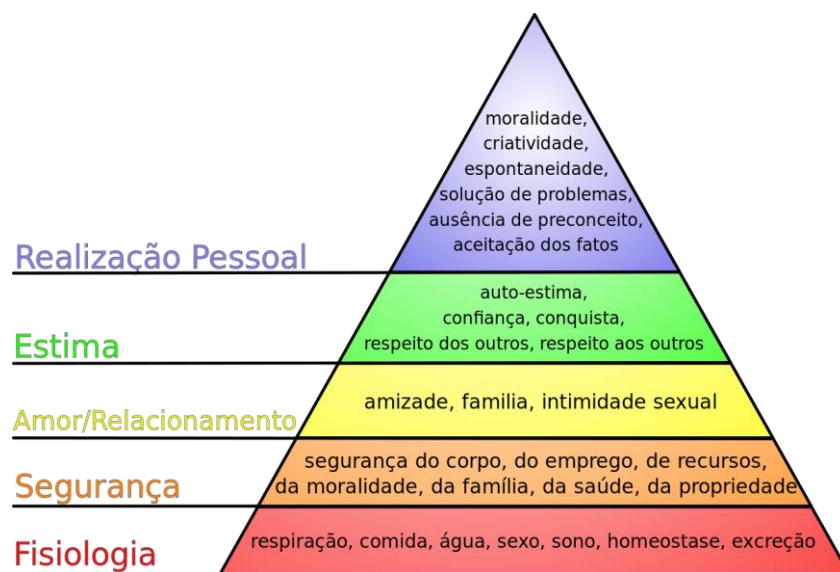 moralidade,
criatividade,
espontaneidade,
solução de problemas,
ausência de preconceito,
aceitação dos fatos
Realização Pessoal
auto-estima,
confiança, conquista,
respeito dos outros, respeito aos outros
Estima
amizade, familia, intimidade sexual
Amor/Relacionamento
segurança do corpo, do emprego, de recursos,
da moralidade, da família, da saúde, da propriedade
Segurança
respiração, comida, água, sexo, sono, homeostase, excreção
Fisiologia